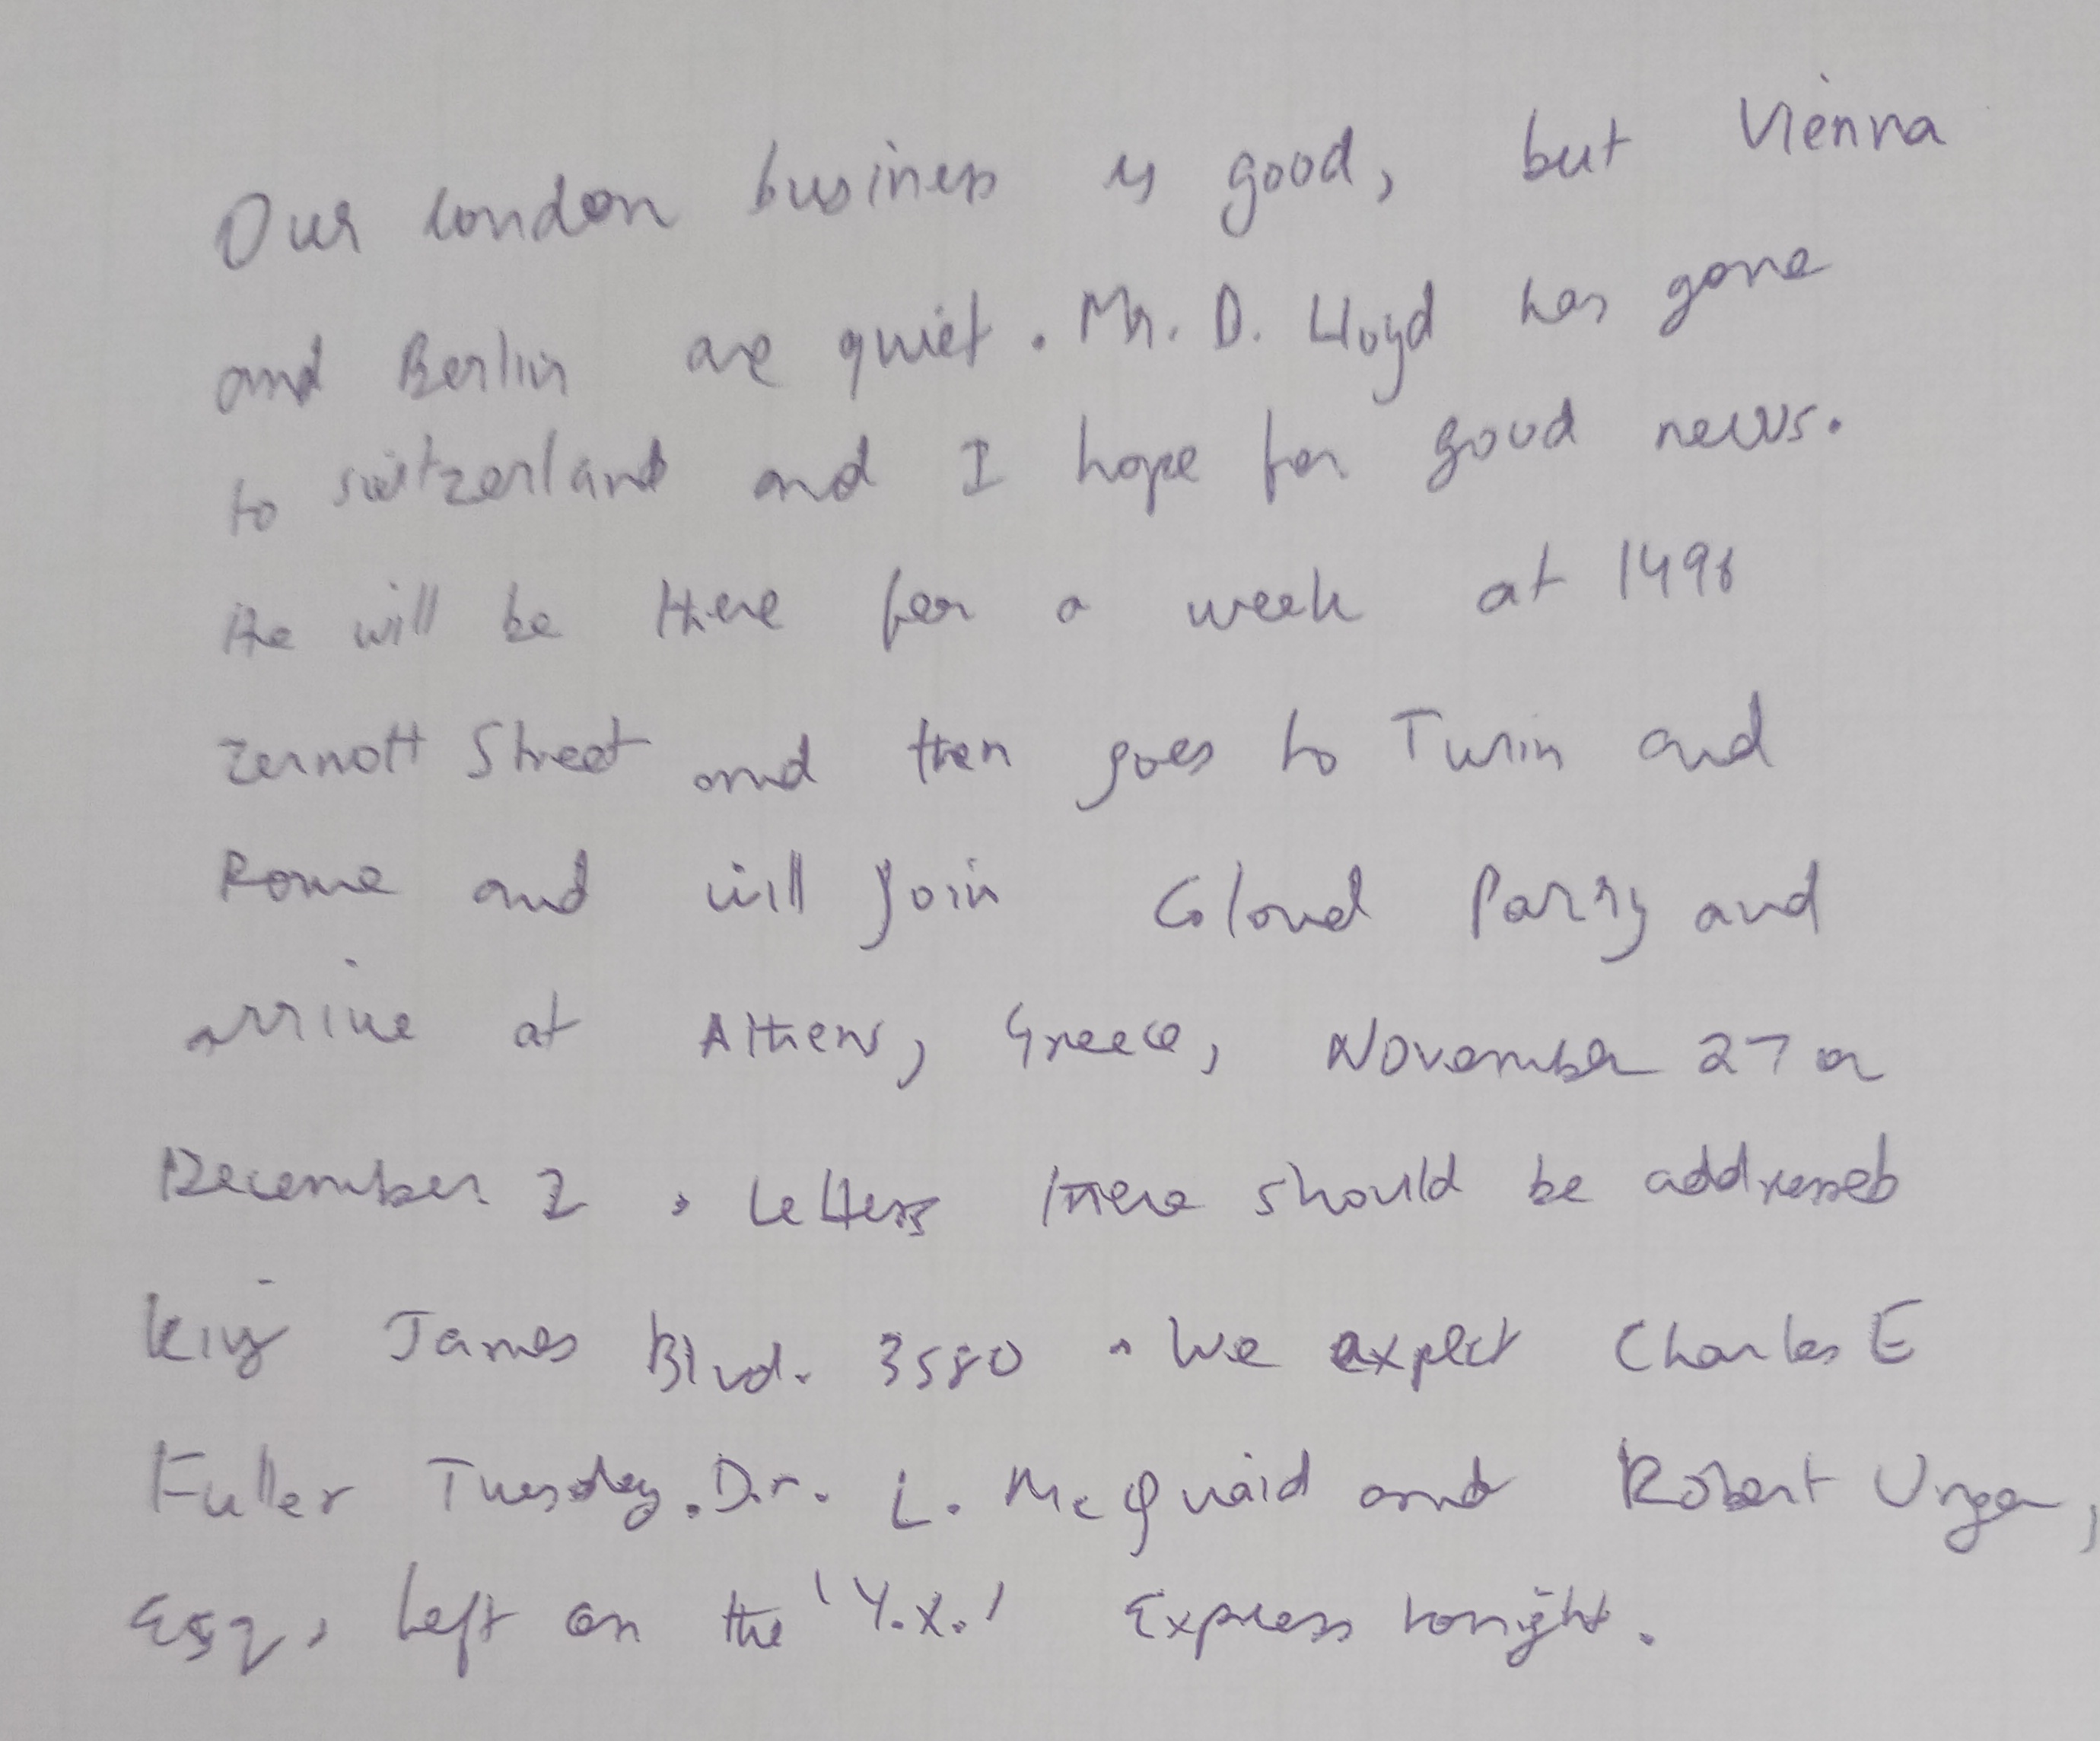 Our London business is good, but Vienna
and Berlin are quiet. Mr. D. Lloyd has gone
to switzerland and I hope for good news.
He will be there for a week at 1496
Zermott Street and then goes to Turin and
Rome and will join Colonel Parry and
arrive at Athens, Greece, November 27 or
December 2. Letters there should be addressed
King James Blvd. 3580. We expect Charles E
Fuller Tuesday. Dr. L. McQuaid and Robert Unger,
Esq, left on the 'Y.X.' Express tonight.